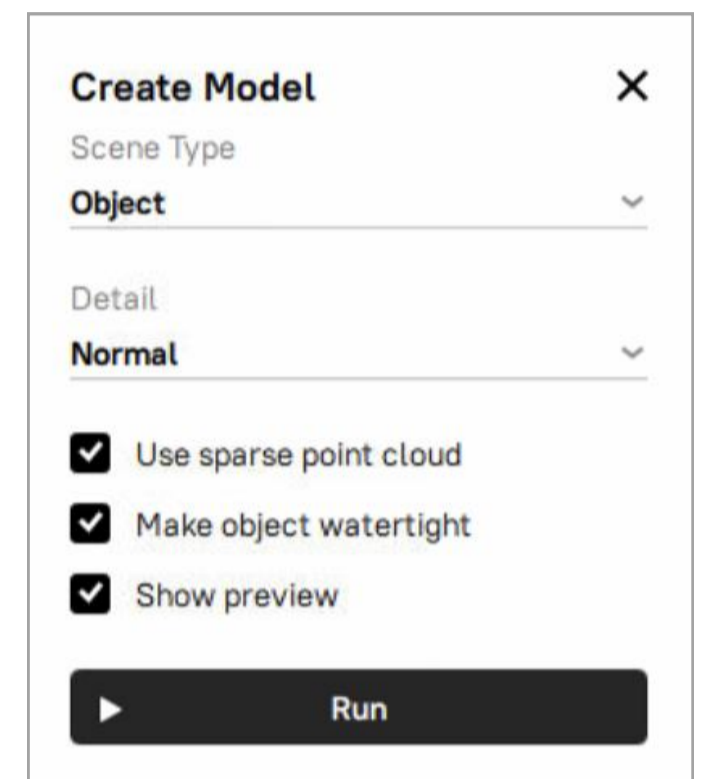 Create Model
Scene Type
Object
Detail
Normal
Use sparse point cloud
Make object watertight
Show preview
Run